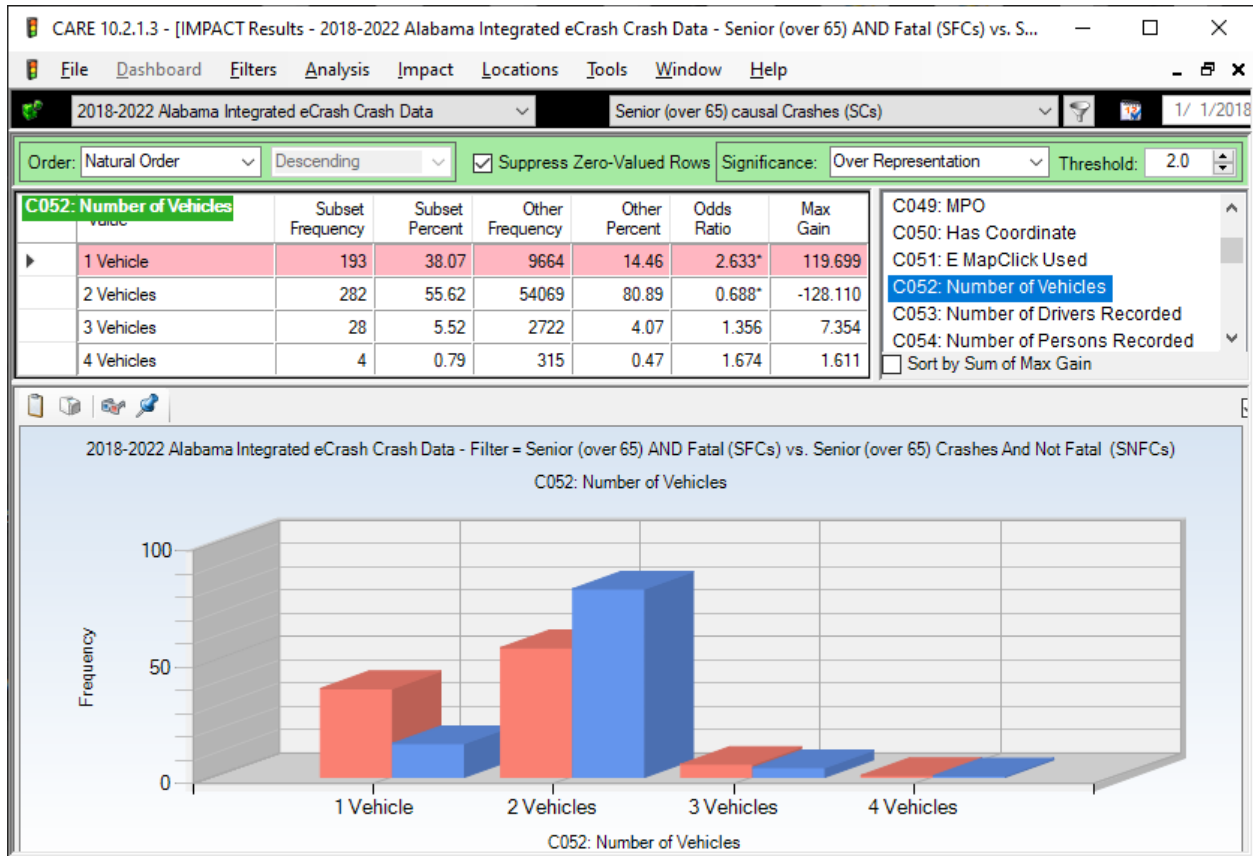 CARE 10.2.1.3 - [IMPACT Results - 2018-2022 Alabama Integrated eCrash Crash Data - Senior (over 65) AND Fatal (SFCs) vs. S...
File Dashboard Filters Analysis Impact Locations Tools Window Help
2018-2022 Alabama Integrated eCrash Crash Data Senior (over 65) causal Crashes (SCs) 1/ 1/2018
Order: Natural Order Descending Suppress Zero-Valued Rows Significance: Over Representation Threshold: 2.0
C052: Number of Vehicles Subset Frequency Subset Percent Other Frequency Other Percent Odds Ratio Max Gain
1 Vehicle 193 38.07 9664 14.46 2.633* 119.699
2 Vehicles 282 55.62 54069 80.89 0.688* -128.110
3 Vehicles 28 5.52 2722 4.07 1.356 7.354
4 Vehicles 4 0.79 315 0.47 1.674 1.611
C049: MPO
C050: Has Coordinate
C051: E MapClick Used
C052: Number of Vehicles
C053: Number of Drivers Recorded
C054: Number of Persons Recorded
Sort by Sum of Max Gain
2018-2022 Alabama Integrated eCrash Crash Data - Filter = Senior (over 65) AND Fatal (SFCs) vs. Senior (over 65) Crashes And Not Fatal (SNFCs)
C052: Number of Vehicles
100
50
0
Frequency
1 Vehicle 2 Vehicles 3 Vehicles 4 Vehicles
C052: Number of Vehicles